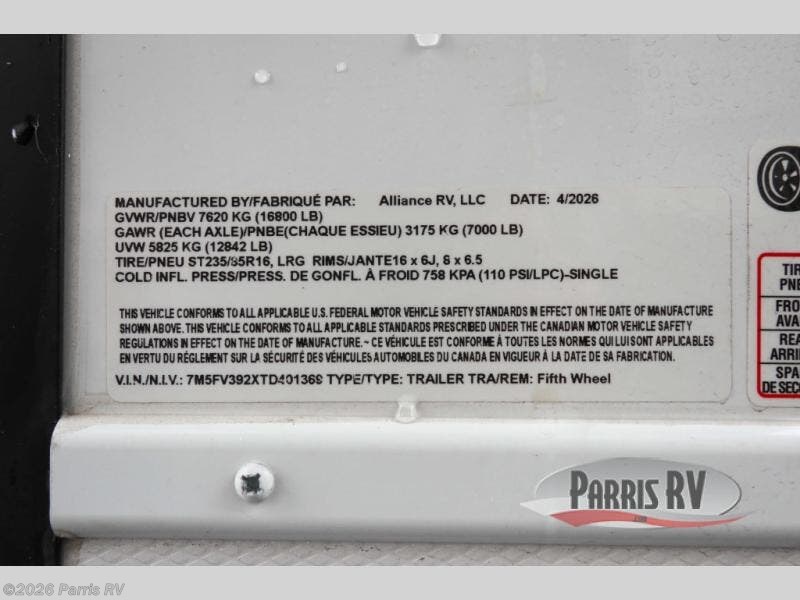 MANUFACTURED BY/FABRIQUÉ PAR: Alliance RV, LLC DATE: 4/2026
GVWR/PNBV 7620 KG (16800 LB)
GAWR (EACH AXLE)/PNBE(CHAQUE ESSIEU) 3175 KG (7000 LB)
UVW 5825 KG (12842 LB)
TIRE/PNEU ST235/85R16, LRG RIMS/JANTE16 x 6J, 8 x 6.5
COLD INFL. PRESS/PRESS. DE GONFL. À FROID 758 KPA (110 PSI/LPC)-SINGLE
THIS VEHICLE CONFORMS TO ALL APPLICABLE U.S. FEDERAL MOTOR VEHICLE SAFETY STANDARDS IN EFFECT ON THE DATE OF MANUFACTURE
SHOWN ABOVE. THIS VEHICLE CONFORMS TO ALL APPLICABLE STANDARDS PRESCRIBED UNDER THE CANADIAN MOTOR VEHICLE SAFETY
REGULATIONS IN EFFECT ON THE DATE OF MANUFACTURE.~ CE VÉHICULE EST CONFORME À TOUTES LES NORMES QUI LUI SONT APPLICABLES
EN VERTU DU RÉGLEMENT SUR LA SÉCURITÉ DES VÉHICULES AUTOMOBILES DU CANADA EN VIGUEUR À LA DATE DE SA FABRICATION.
V.I.N./N.I.V.: 7M5FV392XTD401369 TYPE/TYPE: TRAILER TRA/REM: Fifth Wheel
TIR
PNE
FRO
AVA
REA
ARRI
SPA
DE SEC
PARRIS RV
©2026 Parris RV